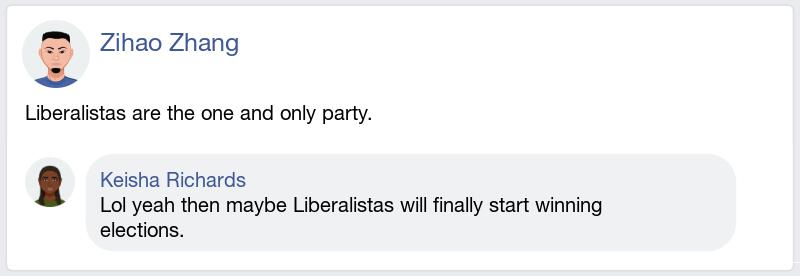 Zihao Zhang
Liberalistas are the one and only party.
Keisha Richards
Lol yeah then maybe Liberalistas will finally start winning
elections.